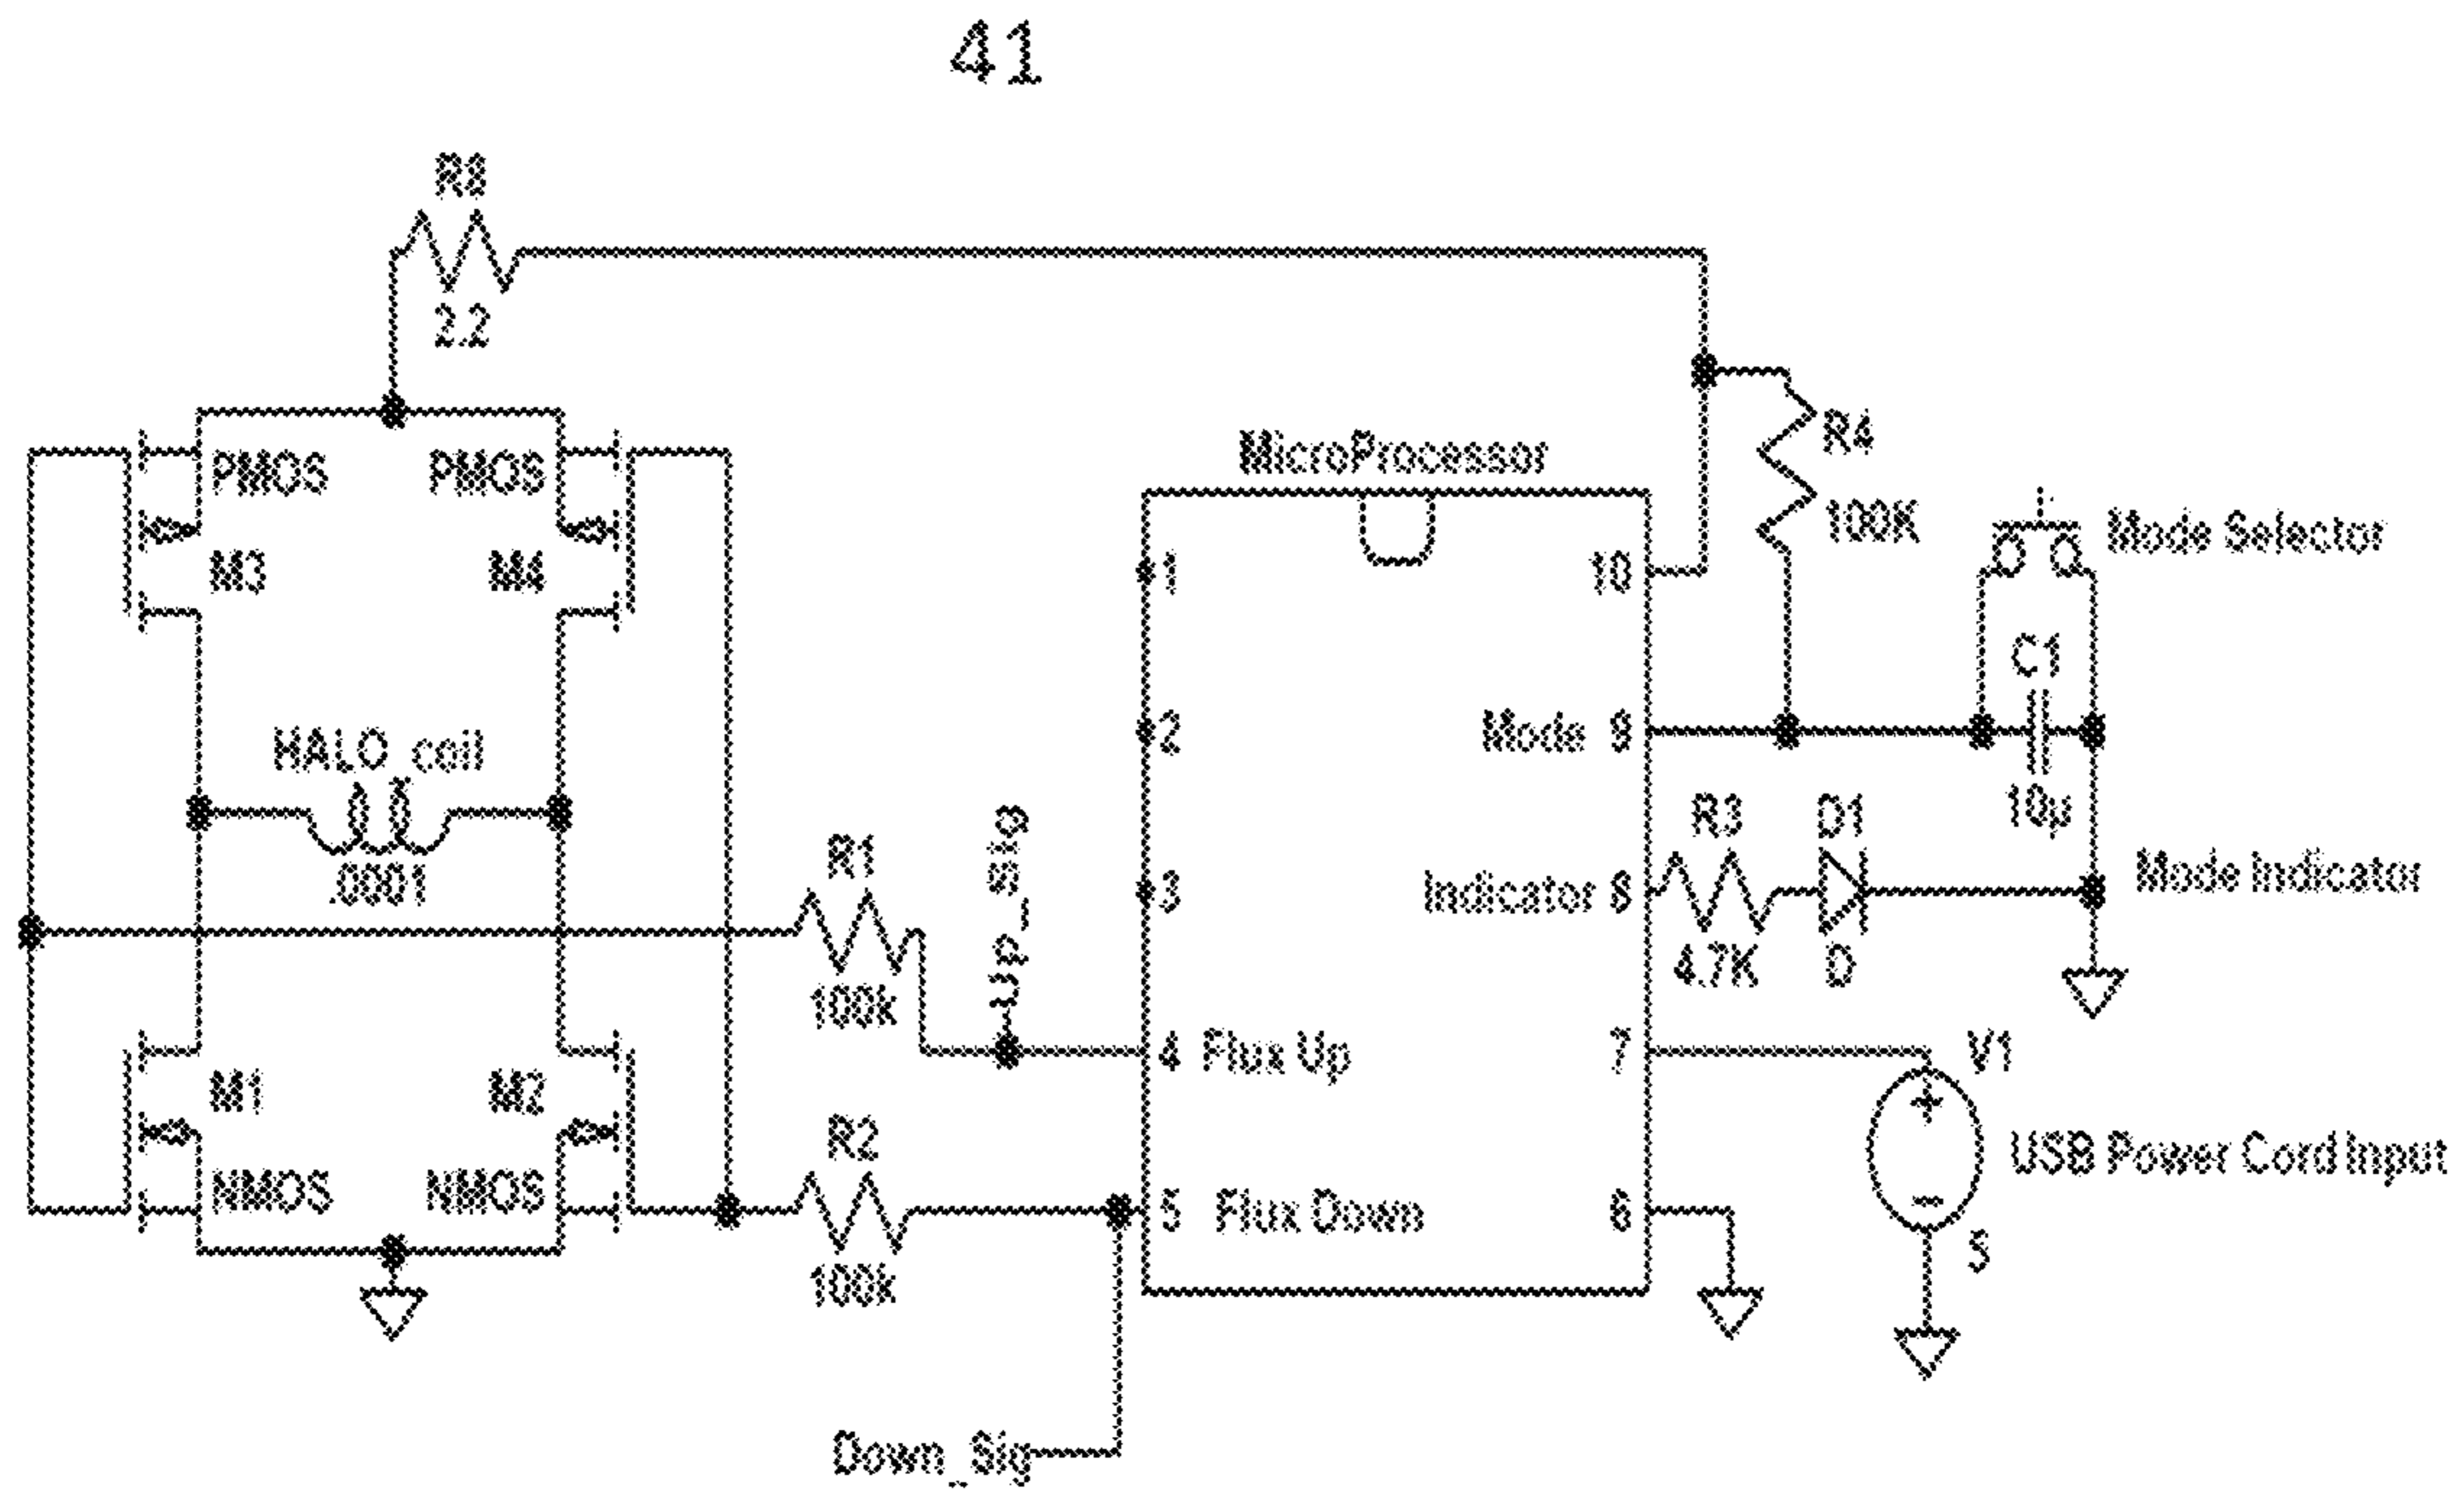 41
R8
2.2
PMOS
PMOS
M3
M4
HALO_coil
.0001
M1
M2
NMOS
NMOS
R1
100k
up_sig
R2
100k
Down_Sig
MicroProcessor
1
2
3
4 Flux Up
5 Flux Down
10
Mode 9
Indicator 8
7
6
R4
100K
Mode Selector
C1
10µ
R3
4.7K
D1
D
Mode Indicator
V1
USB Power Cord Input
5